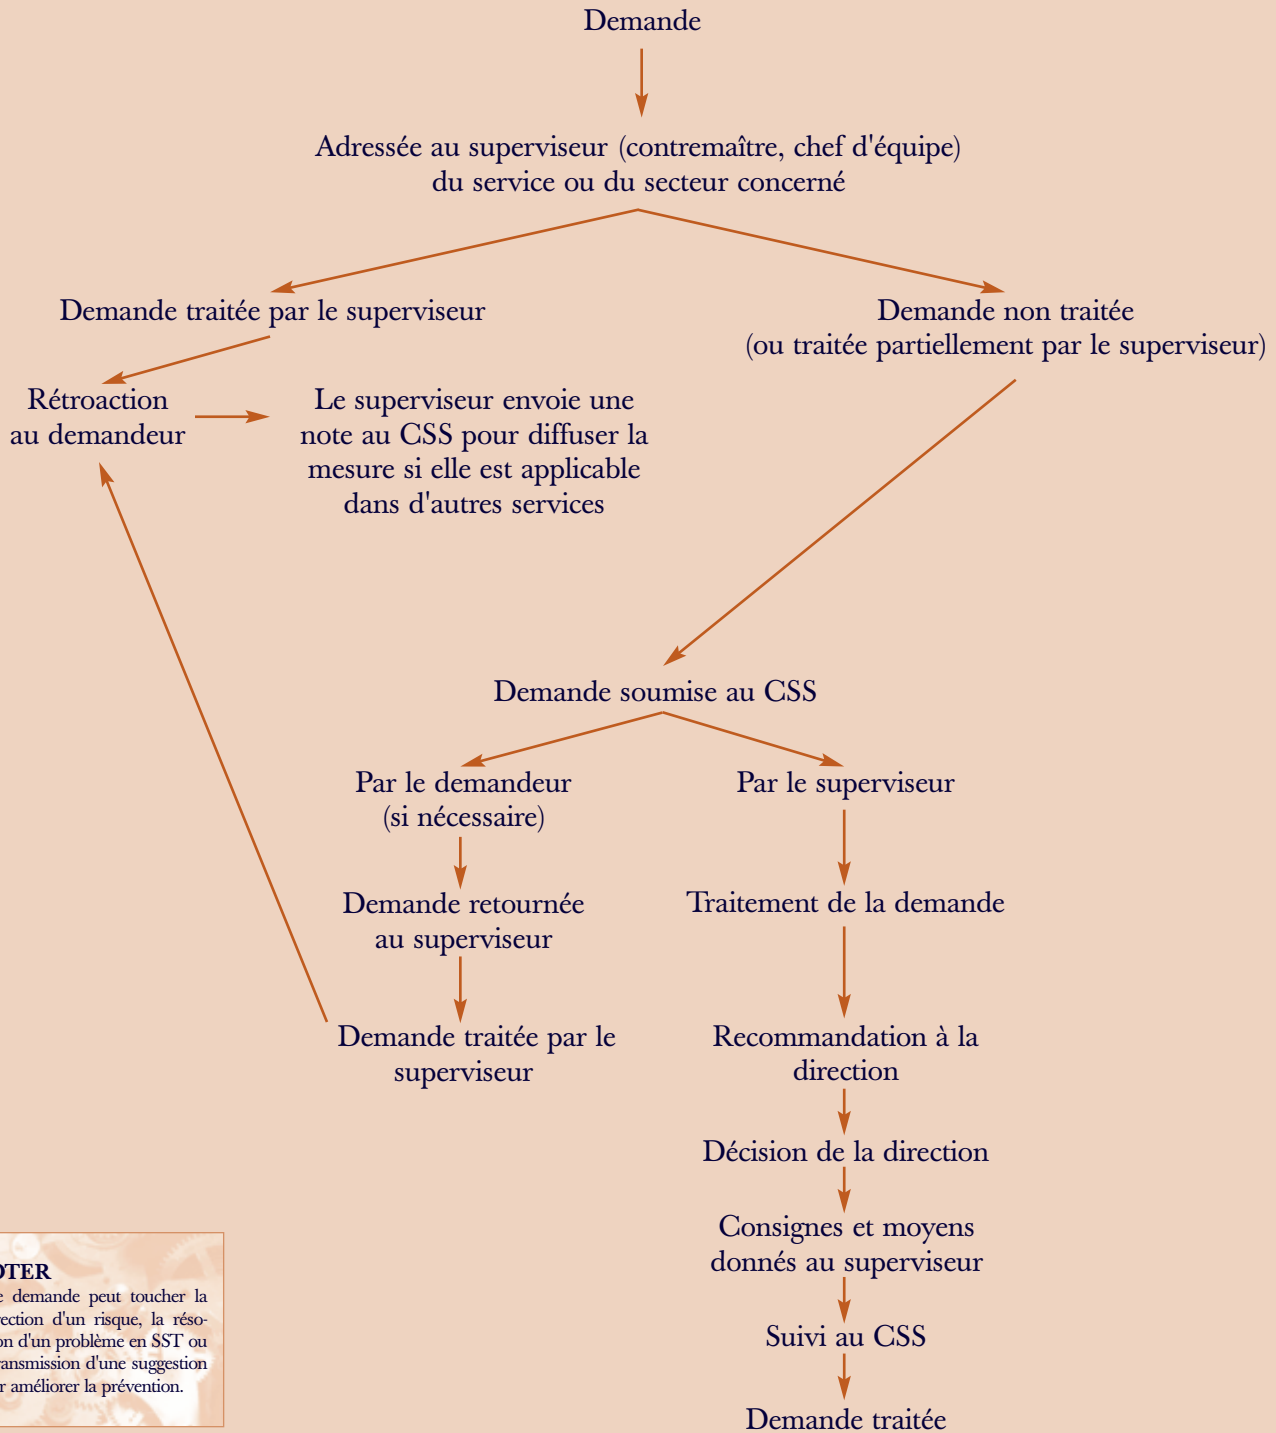 Demande
Adressée au superviseur (contremaître, chef d'équipe)
du service ou du secteur concerné
Demande traitée par le superviseur
Demande non traitée
(ou traitée partiellement par le superviseur)
Rétroaction
au demandeur
Le superviseur envoie une
note au CSS pour diffuser la
mesure si elle est applicable
dans d'autres services
Demande soumise au CSS
Par le demandeur
(si nécessaire)
Par le superviseur
Demande retournée
au superviseur
Traitement de la demande
Demande traitée par le
superviseur
Recommandation à la
direction
Décision de la direction
Consignes et moyens
donnés au superviseur
Suivi au CSS
Demande traitée
demande peut toucher la
d'un risque, la réso-
d'un problème en SST ou
d'une suggestion
améliorer la prévention.